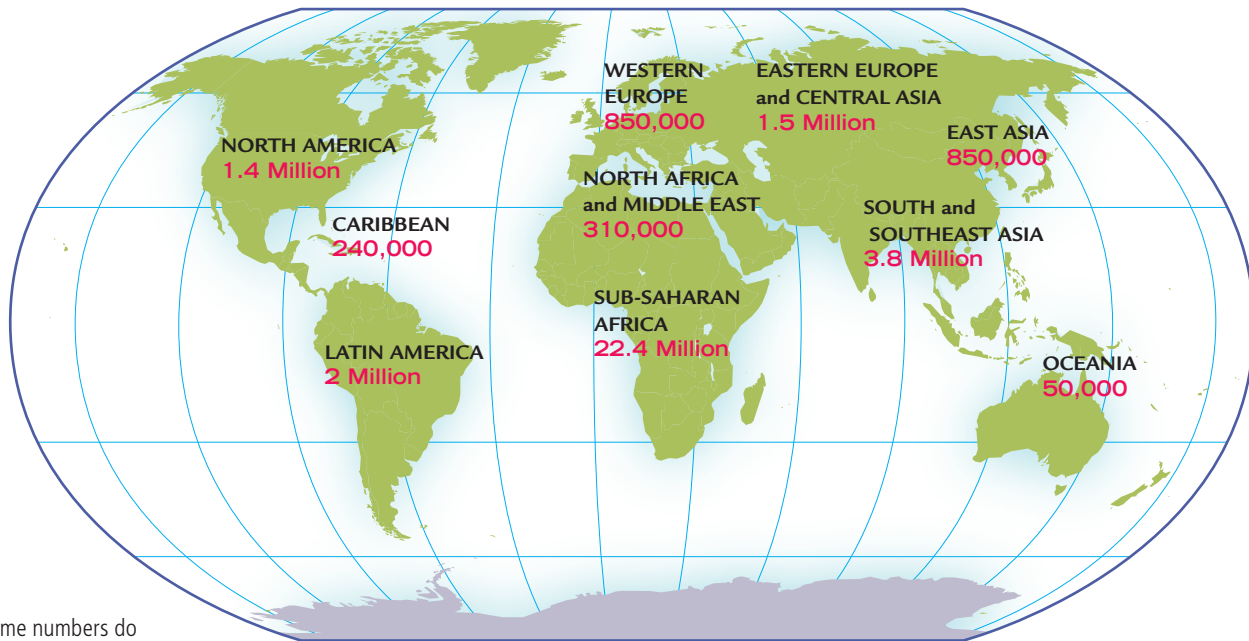 WESTERN
EUROPE
850,000
EASTERN EUROPE
and CENTRAL ASIA
1.5 Million
EAST ASIA
850,000
NORTH AMERICA
1.4 Million
NORTH AFRICA
and MIDDLE EAST
310,000
SOUTH and
SOUTHEAST ASIA
3.8 Million
CARIBBEAN
240,000
SUB-SAHARAN
AFRICA
22.4 Million
LATIN AMERICA
2 Million
OCEANIA
50,000
me numbers do